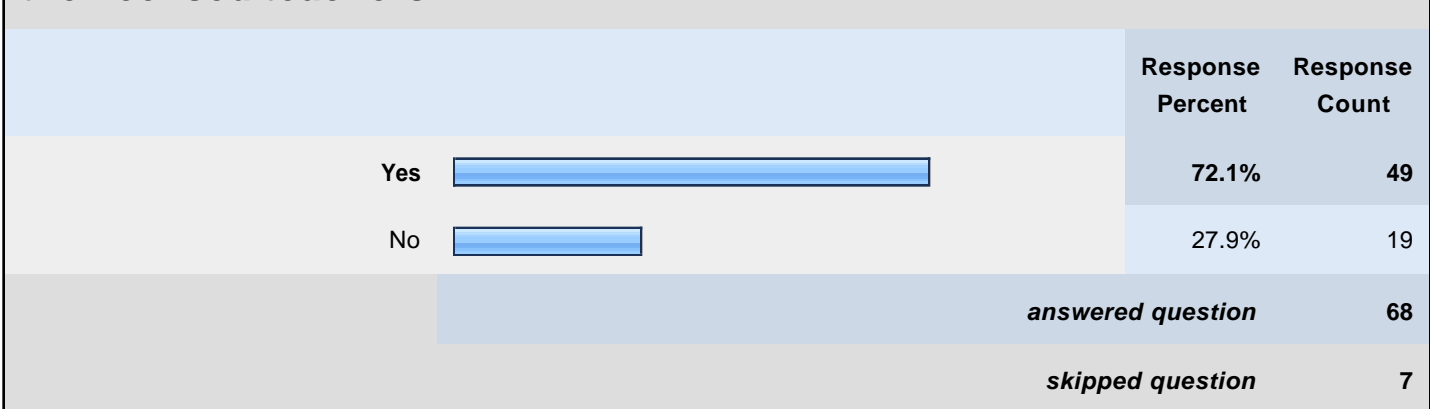 Response Percent Response Count
Yes 72.1% 49
No 27.9% 19
answered question 68
skipped question 7